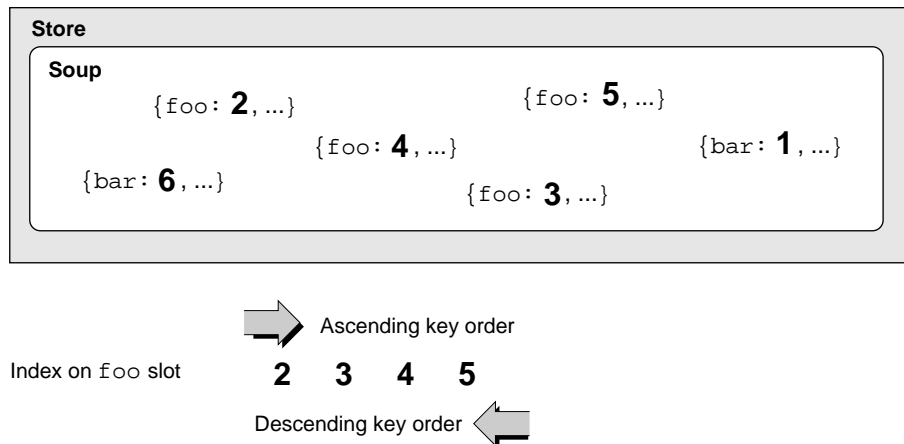 Store
Soup
{foo: 2, ...}
{foo: 5, ...}
{foo: 4, ...}
{bar: 1, ...}
{bar: 6, ...}
{foo: 3, ...}
Ascending key order
Index on foo slot
2 3 4 5
Descending key order